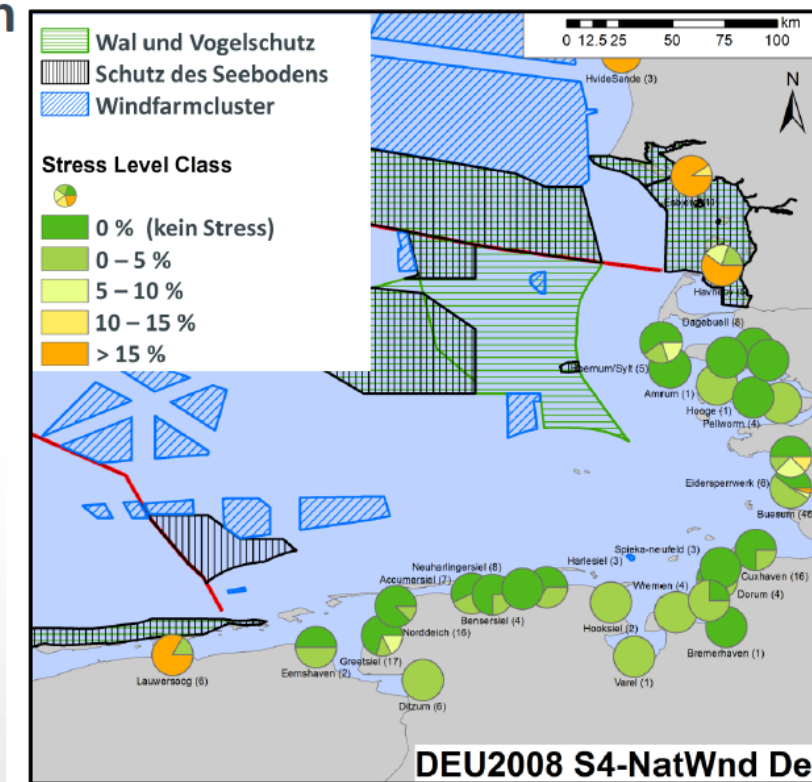 n
Wal und Vogelschutz
Schutz des Seebodens
Windfarmcluster
Stress Level Class
0 % (kein Stress)
0 – 5 %
5 – 10 %
10 – 15 %
> 15 %
km
0 12.5 25 50 75 100
N
HvideSande (3)
Dagebuell (8)
(5)
Amrum (1)
Hooge (1)
Pellworm (4)
Eidersperrwerk (6)
Buesum (46
Spieka-neufeld (3)
Neuharlingersiel (8)
Harlesiel (3)
Cuxhaven (16)
Accumersiel (7)
Wremen (4)
Dorum (4)
Bensersiel (4)
Norddeich (16)
Hooksiel (2)
Greetsiel (17)
Bremerhaven (1)
Eemshaven (2)
Lauwersoog (6)
Varel (1)
Ditzum (6)
DEU2008 S4-NatWnd De